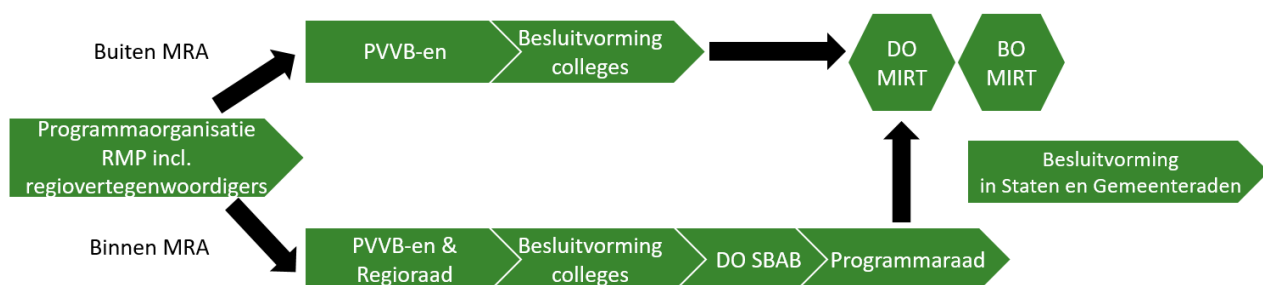 Buiten MRA
PVVB-en
Besluitvorming
colleges
DO
MIRT
BO
MIRT
Programmaorganisatie
RMP incl.
regiovertegenwoordigers
Besluitvorming
in Staten en Gemeenteraden
Binnen MRA
PVVB-en &
Regioraad
Besluitvorming
colleges
DO SBAB
Programmaraad